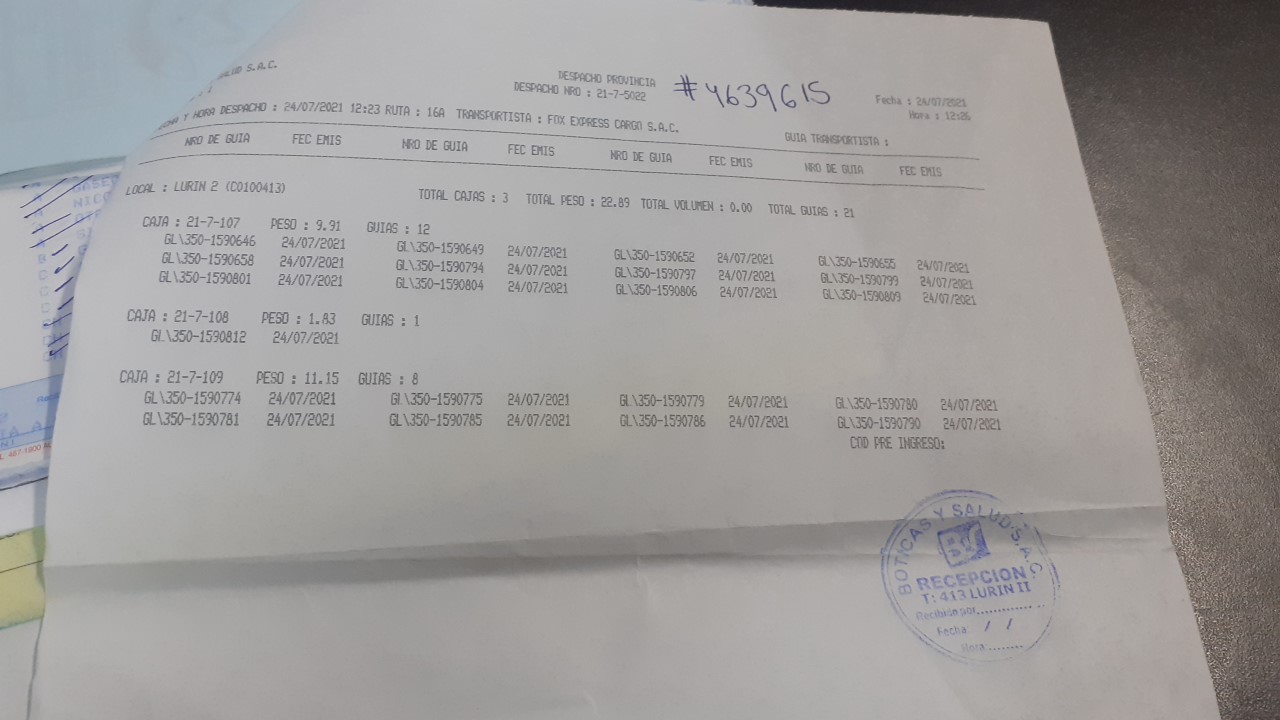 SALUD S.A.C.
DESPACHO PROVINCIA
DESPACHO NRO : 21-7-5022
#4639615
Fecha : 24/07/2021
Hora : 12:26
Y HORA DESPACHO : 24/07/2021 12:23 RUTA : 16A TRANSPORTISTA : FOX EXPRESS CARGO S.A.C.
GUIA TRANSPORTISTA :
NRO DE GUIA FEC EMIS NRO DE GUIA FEC EMIS NRO DE GUIA FEC EMIS NRO DE GUIA FEC EMIS
LOCAL : LURIN 2 (C0100413) TOTAL CAJAS : 3 TOTAL PESO : 22.89 TOTAL VOLUMEN : 0.00 TOTAL GUIAS : 21
CAJA : 21-7-107 PESO : 9.91 GUIAS : 12
GL\350-1590646 24/07/2021 GL\350-1590649 24/07/2021 GL\350-1590652 24/07/2021 GL\350-1590655 24/07/2021
GL\350-1590658 24/07/2021 GL\350-1590794 24/07/2021 GL\350-1590797 24/07/2021 GL\350-1590799 24/07/2021
GL\350-1590801 24/07/2021 GL\350-1590804 24/07/2021 GL\350-1590806 24/07/2021 GL\350-1590809 24/07/2021
CAJA : 21-7-108 PESO : 1.83 GUIAS : 1
GL\350-1590812 24/07/2021
CAJA : 21-7-109 PESO : 11.15 GUIAS : 8
GL\350-1590774 24/07/2021 GL\350-1590775 24/07/2021 GL\350-1590779 24/07/2021 GL\350-1590780 24/07/2021
GL\350-1590781 24/07/2021 GL\350-1590785 24/07/2021 GL\350-1590786 24/07/2021 GL\350-1590790 24/07/2021
COD PRE INGRESO:
BOTICAS Y SALUD S.A.C.
RECEPCION
T: 413 LURIN II
Recibido por..............
Fecha: / /
Hora........